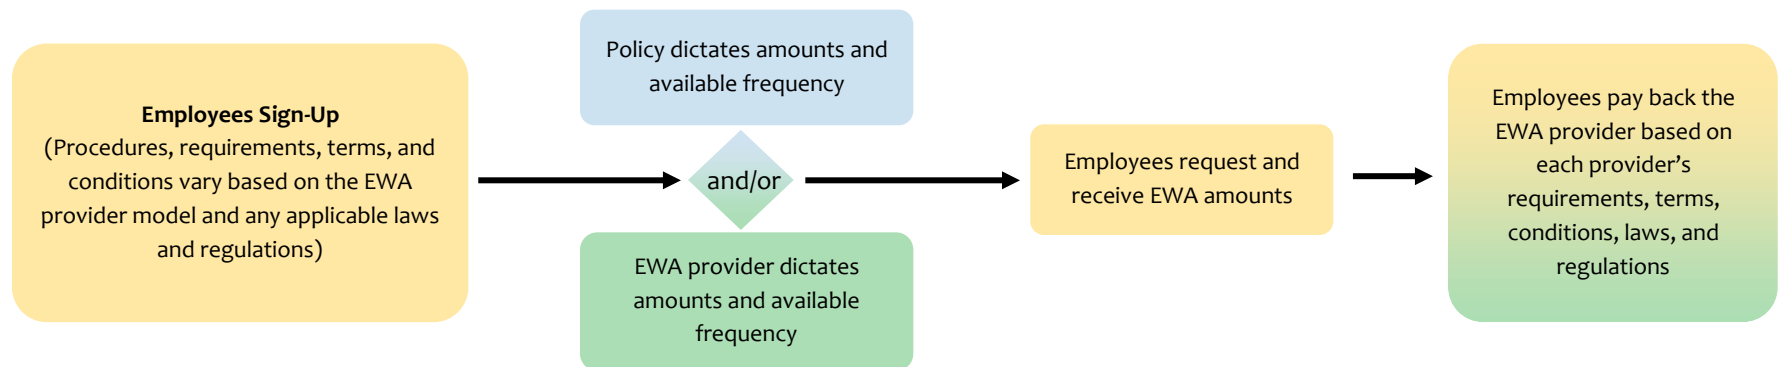 Employees Sign-Up
(Procedures, requirements, terms, and
conditions vary based on the EWA
provider model and any applicable laws
and regulations)
Policy dictates amounts and
available frequency
and/or
EWA provider dictates
amounts and available
frequency
Employees request and
receive EWA amounts
Employees pay back the
EWA provider based on
each provider’s
requirements, terms,
conditions, laws, and
regulations